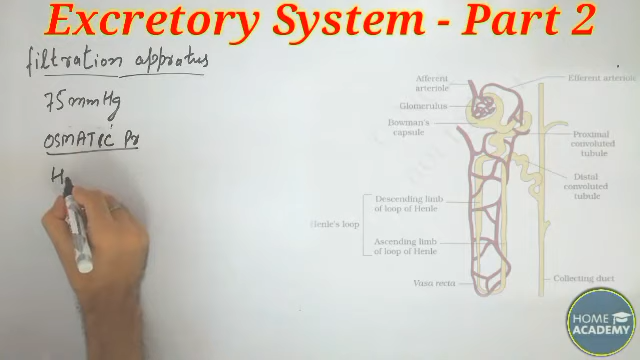 Excretory System - Part 2
filtration appratus
75mmHg
OSMATIC Pr
H
Afferent
arteriole
Efferent arteriole
Glomerulus
Bowman's
capsule
Proximal
convoluted
tubule
Distal
convoluted
tubule
Descending limb
of loop of Henle
Henle's loop
Ascending limb
of loop of Henle
Vasa recta
Collecting duct
HOME
ACADEMY